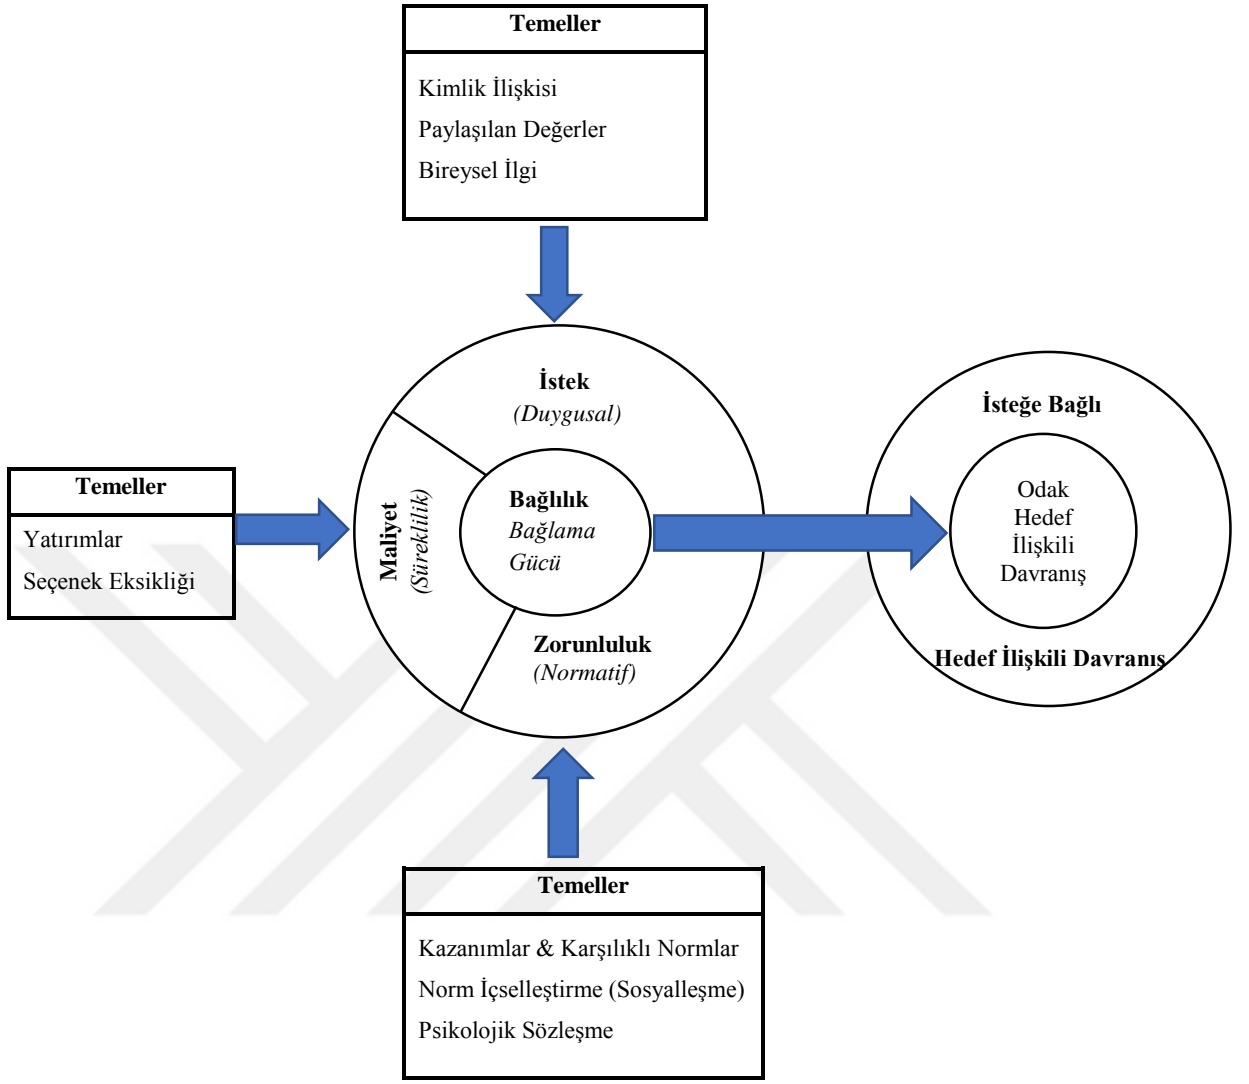 Temeller
Kimlik İlişkisi
Paylaşılan Değerler
Bireysel İlgi
İstek
(Duygusal)
İsteğe Bağlı
Temeller
Yatırımlar
Seçenek Eksikliği
Maliyet
(Süreklilik)
Bağlılık
Bağlama
Gücü
Odak
Hedef
İlişkili
Davranış
Zorunluluk
(Normatif)
Hedef İlişkili Davranış
Temeller
Kazanımlar & Karşılıklı Normlar
Norm İçselleştirme (Sosyalleşme)
Psikolojik Sözleşme